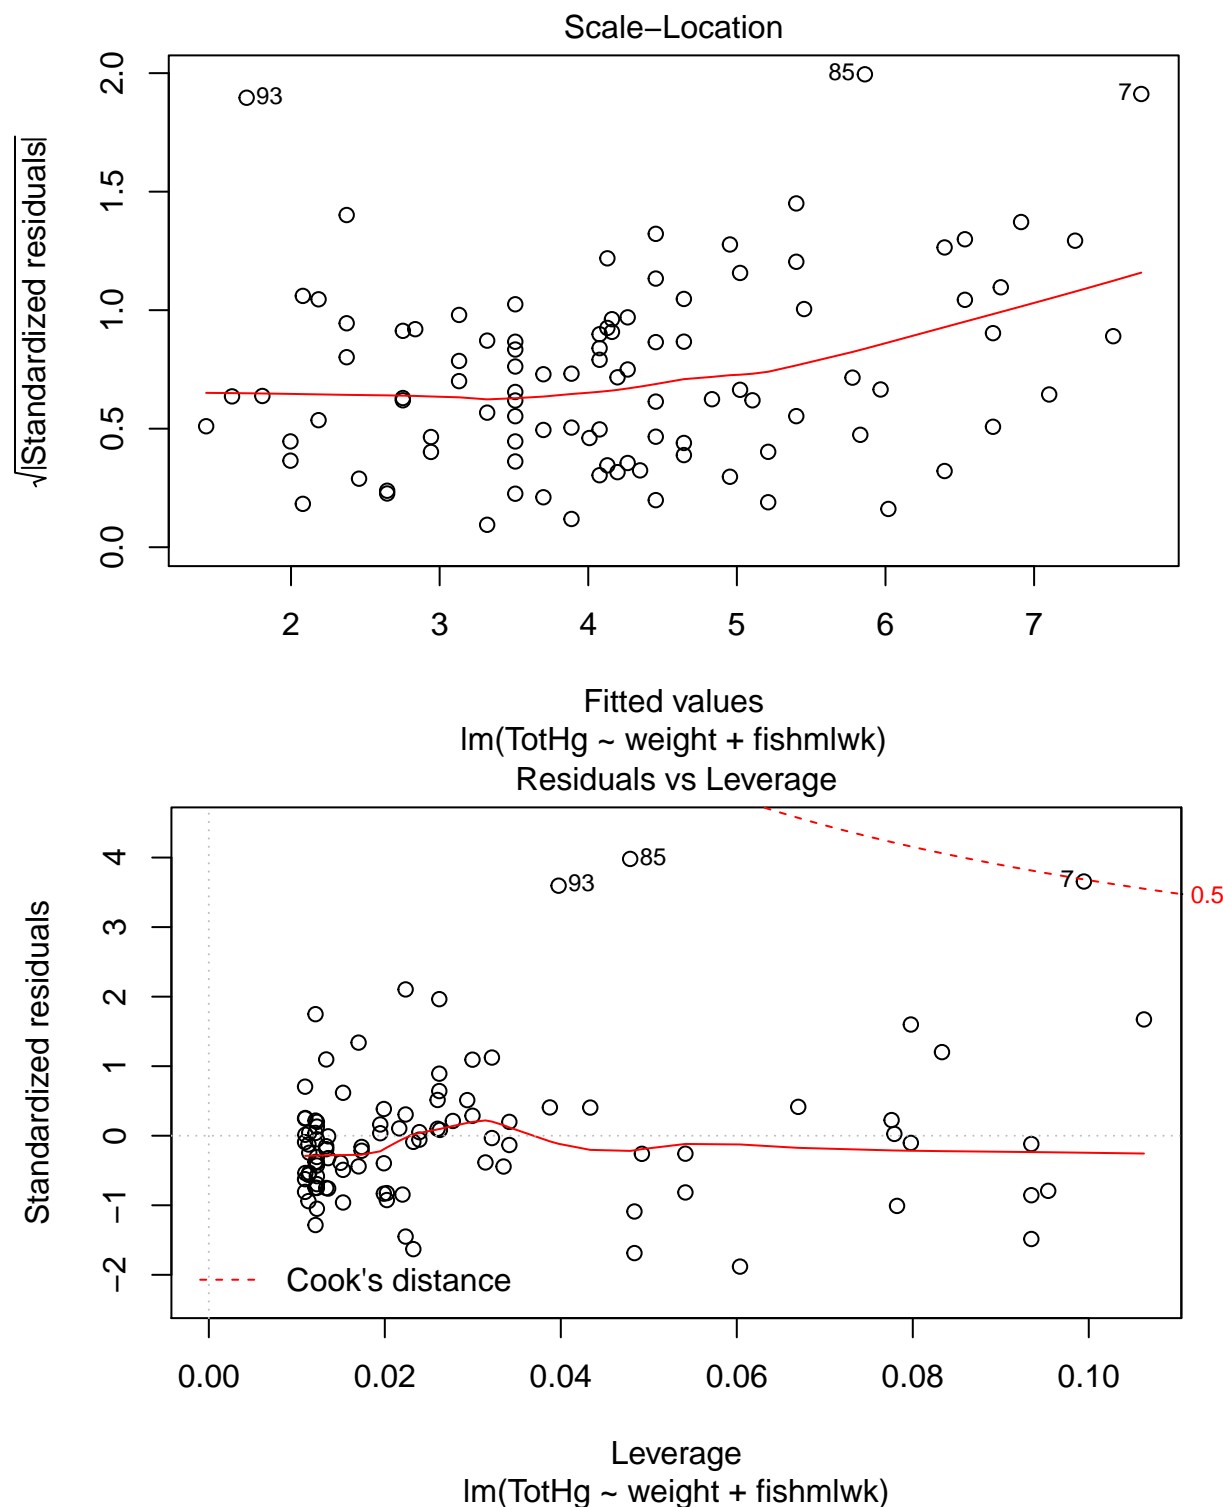 Scale−Location
√|Standardized residuals|
2.0
1.5
1.0
0.5
0.0
93
85
7
2 3 4 5 6 7
Fitted values
lm(TotHg ~ weight + fishmlwk)
Residuals vs Leverage
Standardized residuals
4
3
2
1
0
−1
−2
85
93
7
0.5
Cook's distance
0.00 0.02 0.04 0.06 0.08 0.10
Leverage
lm(TotHg ~ weight + fishmlwk)